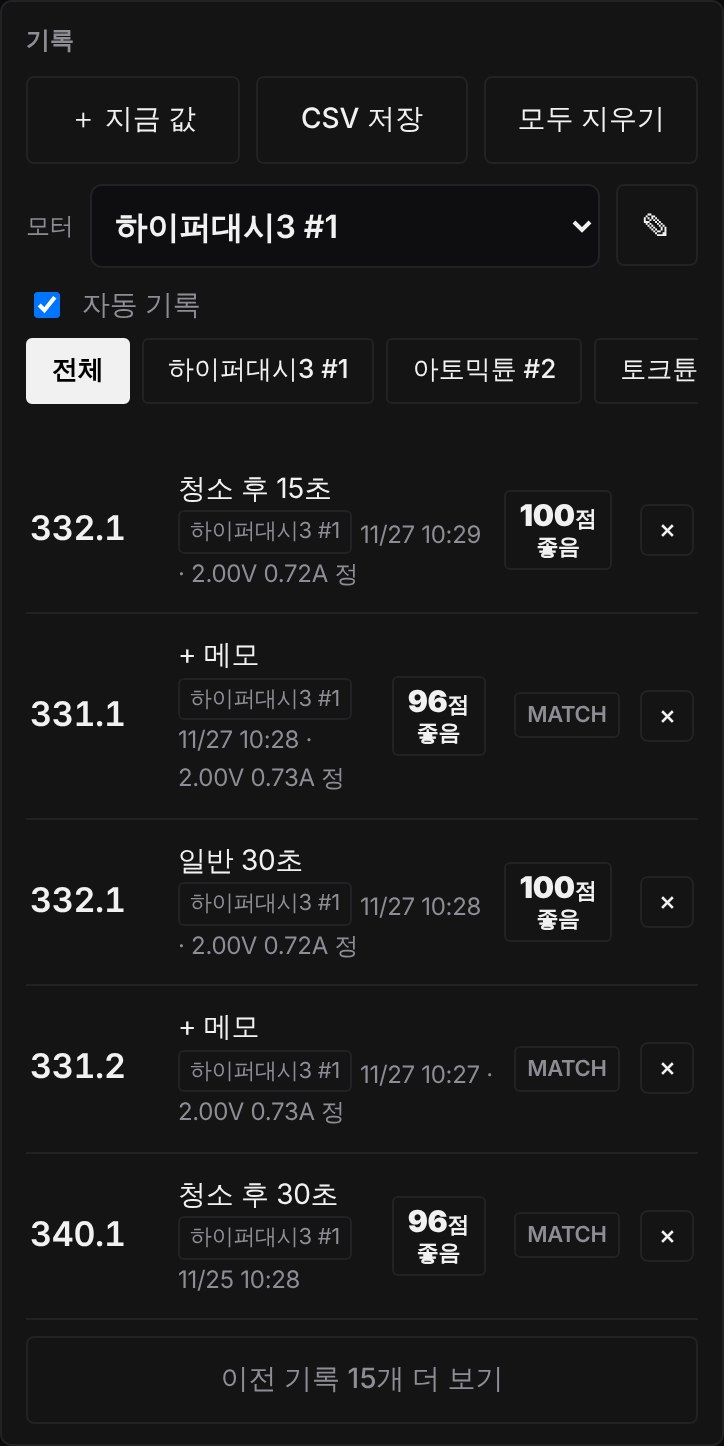 기록
+ 지금 값
CSV 저장
모두 지우기
모터
하이퍼대시3 #1
자동 기록
전체
하이퍼대시3 #1
아토믹튠 #2
토크튠
332.1
청소 후 15초
하이퍼대시3 #1 11/27 10:29
· 2.00V 0.72A 정
100점
좋음
×
331.1
+ 메모
하이퍼대시3 #1
11/27 10:28 ·
2.00V 0.73A 정
96점
좋음
MATCH
×
332.1
일반 30초
하이퍼대시3 #1 11/27 10:28
· 2.00V 0.72A 정
100점
좋음
×
331.2
+ 메모
하이퍼대시3 #1 11/27 10:27 ·
2.00V 0.73A 정
MATCH
×
340.1
청소 후 30초
하이퍼대시3 #1
11/25 10:28
96점
좋음
MATCH
×
이전 기록 15개 더 보기